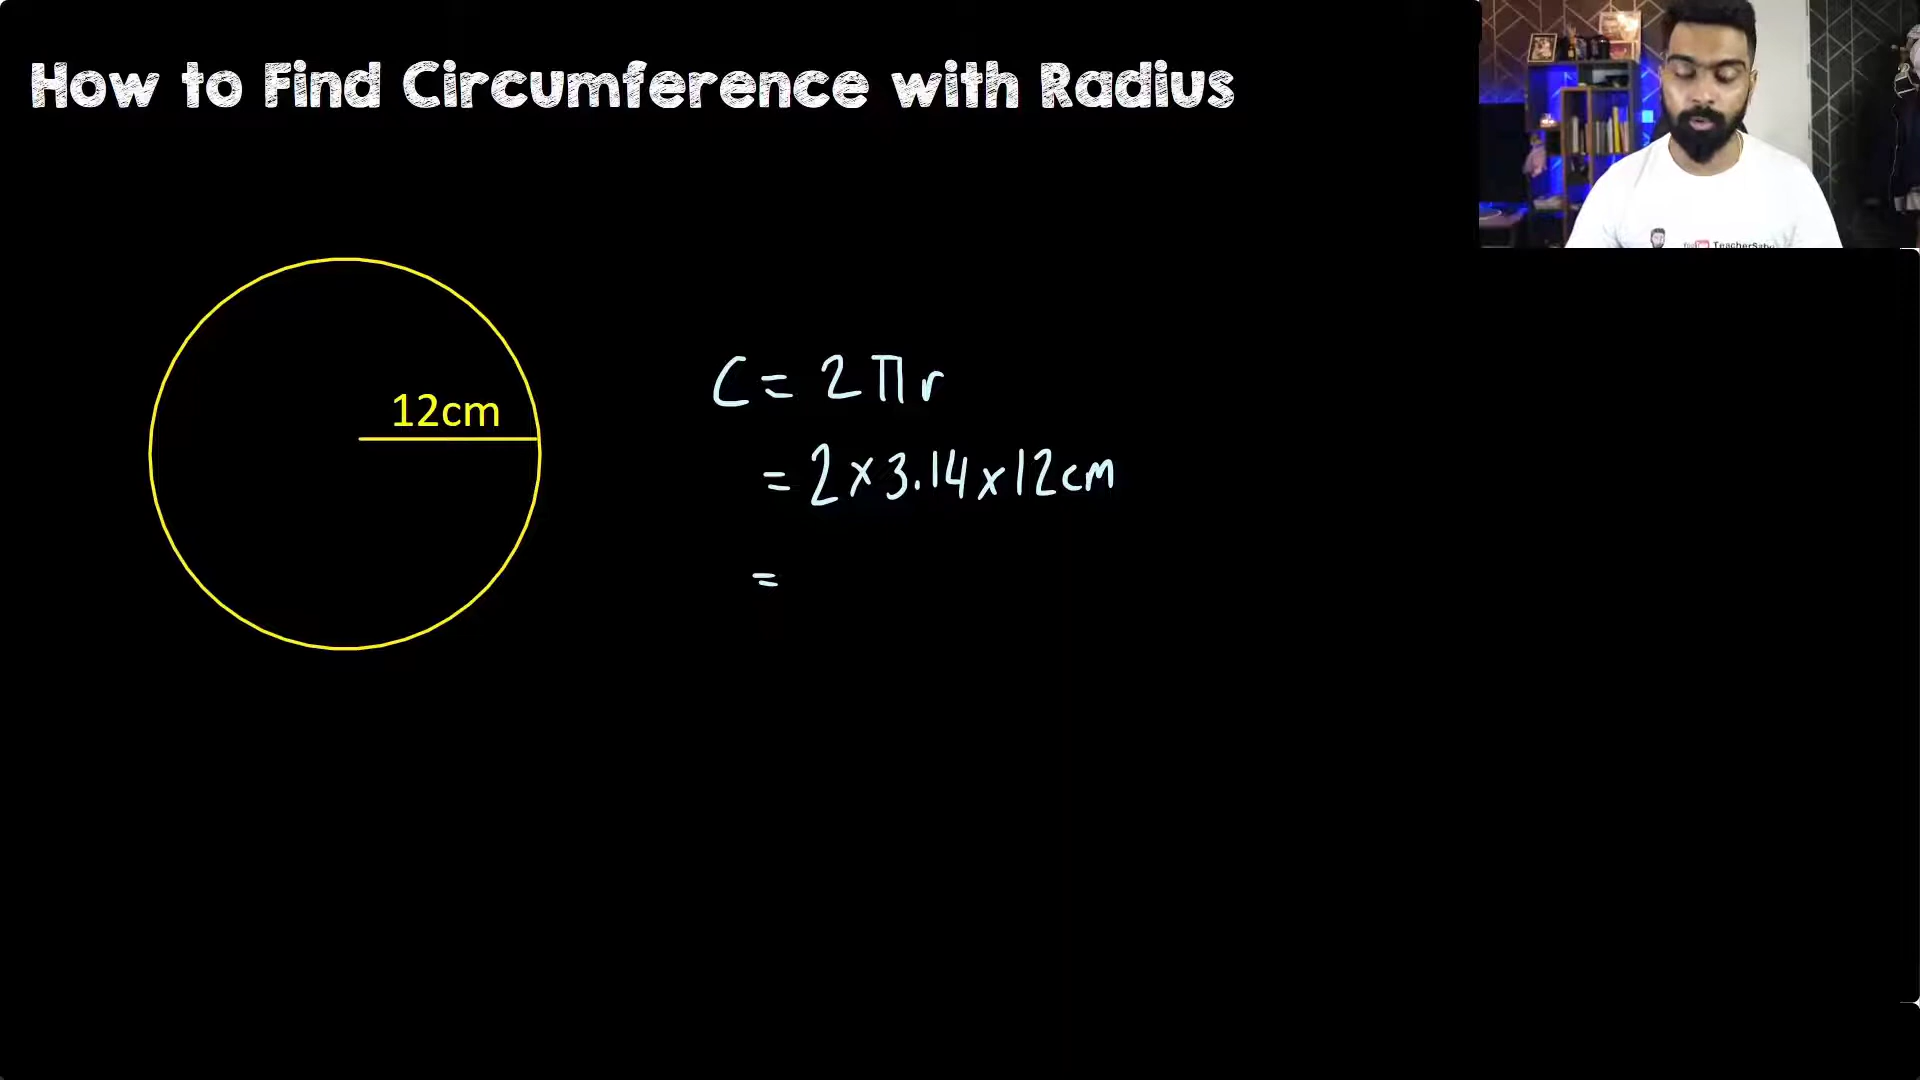 How to Find Circumference with Radius
12cm
C = 2πr
= 2 × 3.14 × 12cm
=